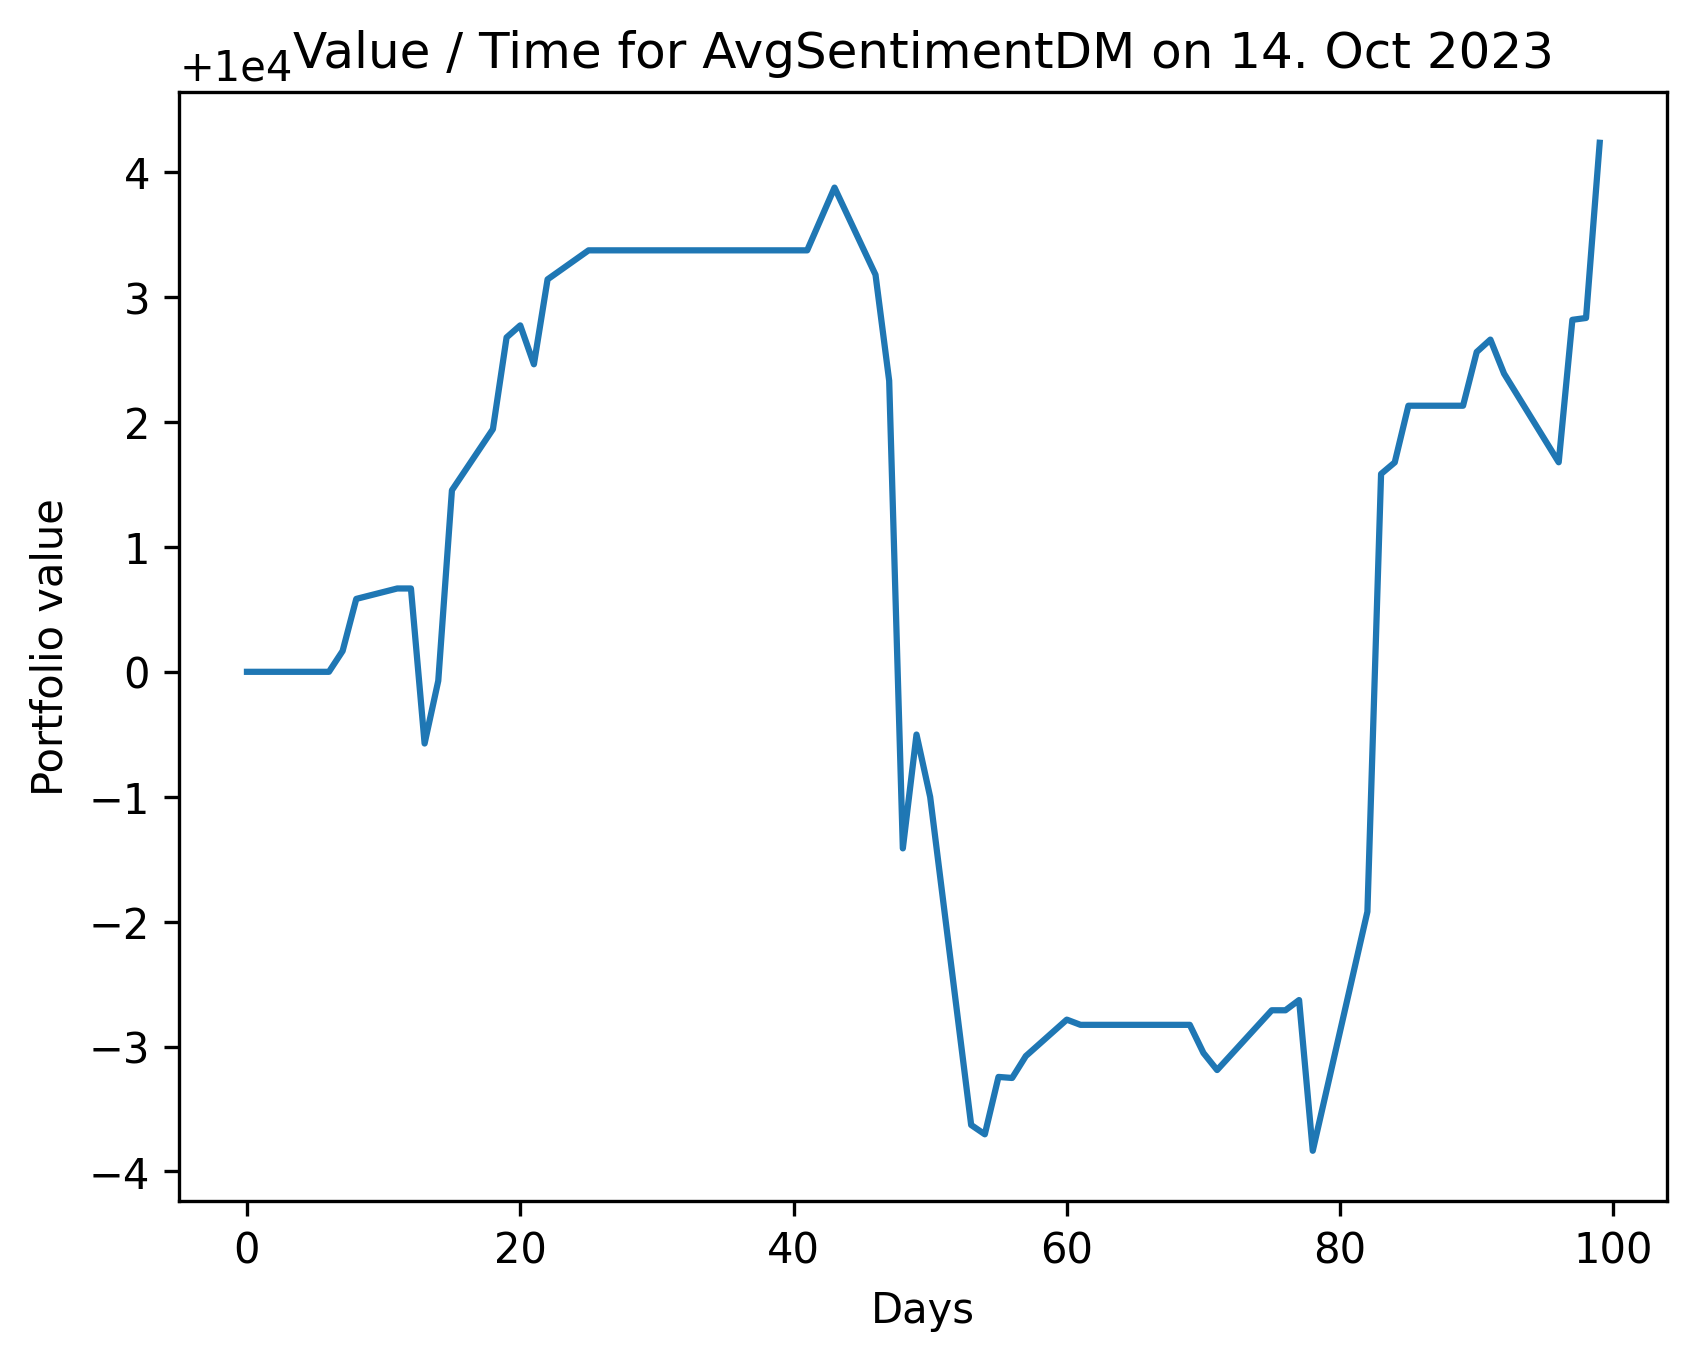 Value / Time for AvgSentimentDM on 14. Oct 2023
+1e4
4
3
2
1
0
−1
−2
−3
−4
Portfolio value
0 20 40 60 80 100
Days